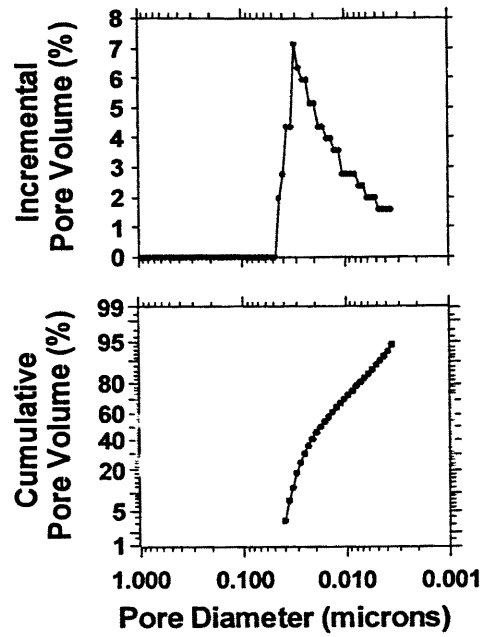 Incremental
Pore Volume (%)
8
7
6
5
4
3
2
1
0
Cumulative
Pore Volume (%)
99
95
80
60
40
20
5
1
1.000 0.100 0.010 0.001
Pore Diameter (microns)